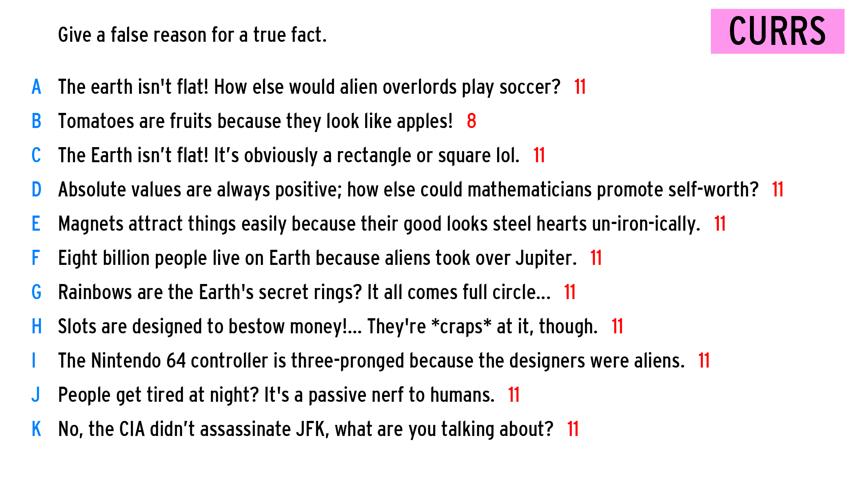 Give a false reason for a true fact.
CURRS
A The earth isn't flat! How else would alien overlords play soccer? 11
B Tomatoes are fruits because they look like apples! 8
C The Earth isn’t flat! It’s obviously a rectangle or square lol. 11
D Absolute values are always positive; how else could mathematicians promote self-worth? 11
E Magnets attract things easily because their good looks steel hearts un-iron-ically. 11
F Eight billion people live on Earth because aliens took over Jupiter. 11
G Rainbows are the Earth's secret rings? It all comes full circle... 11
H Slots are designed to bestow money!... They're *craps* at it, though. 11
I The Nintendo 64 controller is three-pronged because the designers were aliens. 11
J People get tired at night? It's a passive nerf to humans. 11
K No, the CIA didn’t assassinate JFK, what are you talking about? 11